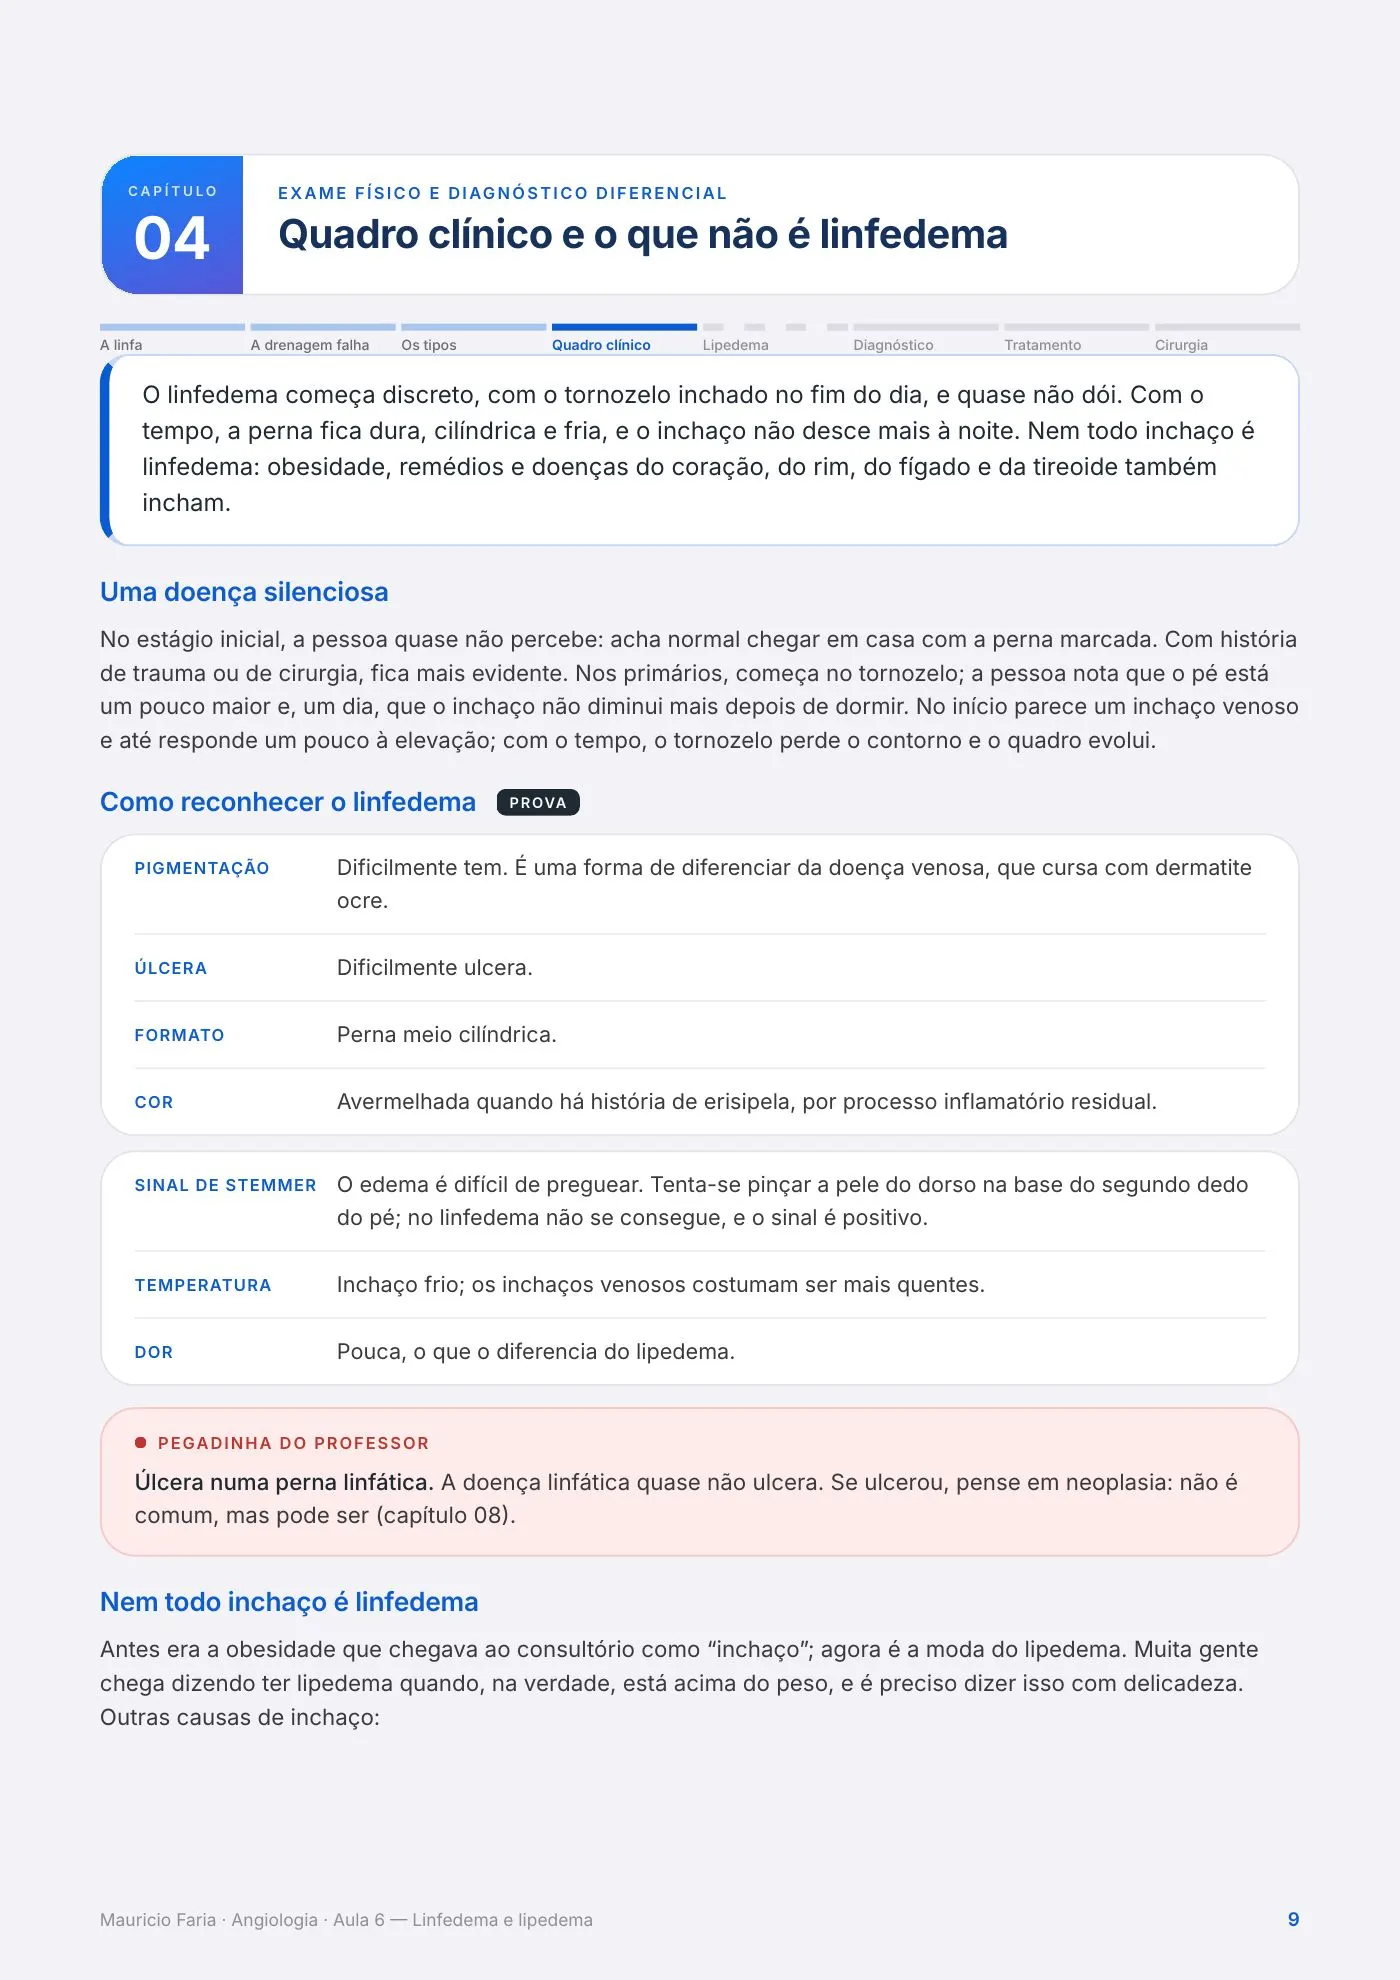 CAPÍTULO
04
EXAME FÍSICO E DIAGNÓSTICO DIFERENCIAL
Quadro clínico e o que não é linfedema
A linfa
A drenagem falha
Os tipos
Quadro clínico
Lipedema
Diagnóstico
Tratamento
Cirurgia
O linfedema começa discreto, com o tornozelo inchado no fim do dia, e quase não dói. Com o
tempo, a perna fica dura, cilíndrica e fria, e o inchaço não desce mais à noite. Nem todo inchaço é
linfedema: obesidade, remédios e doenças do coração, do rim, do fígado e da tireoide também
incham.
Uma doença silenciosa
No estágio inicial, a pessoa quase não percebe: acha normal chegar em casa com a perna marcada. Com história
de trauma ou de cirurgia, fica mais evidente. Nos primários, começa no tornozelo; a pessoa nota que o pé está
um pouco maior e, um dia, que o inchaço não diminui mais depois de dormir. No início parece um inchaço venoso
e até responde um pouco à elevação; com o tempo, o tornozelo perde o contorno e o quadro evolui.
Como reconhecer o linfedema PROVA
PIGMENTAÇÃO Dificilmente tem. É uma forma de diferenciar da doença venosa, que cursa com dermatite
ocre.
ÚLCERA Dificilmente ulcera.
FORMATO Perna meio cilíndrica.
COR Avermelhada quando há história de erisipela, por processo inflamatório residual.
SINAL DE STEMMER O edema é difícil de preguear. Tenta-se pinçar a pele do dorso na base do segundo dedo
do pé; no linfedema não se consegue, e o sinal é positivo.
TEMPERATURA Inchaço frio; os inchaços venosos costumam ser mais quentes.
DOR Pouca, o que o diferencia do lipedema.
PEGADINHA DO PROFESSOR
Úlcera numa perna linfática. A doença linfática quase não ulcera. Se ulcerou, pense em neoplasia: não é
comum, mas pode ser (capítulo 08).
Nem todo inchaço é linfedema
Antes era a obesidade que chegava ao consultório como “inchaço”; agora é a moda do lipedema. Muita gente
chega dizendo ter lipedema quando, na verdade, está acima do peso, e é preciso dizer isso com delicadeza.
Outras causas de inchaço:
Mauricio Faria · Angiologia · Aula 6 — Linfedema e lipedema
9